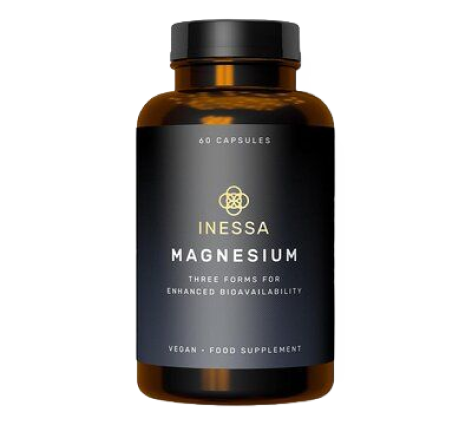 60 CAPSULES
INESSA
MAGNESIUM
THREE FORMS FOR
ENHANCED BIOAVAILABILITY
VEGAN • FOOD SUPPLEMENT